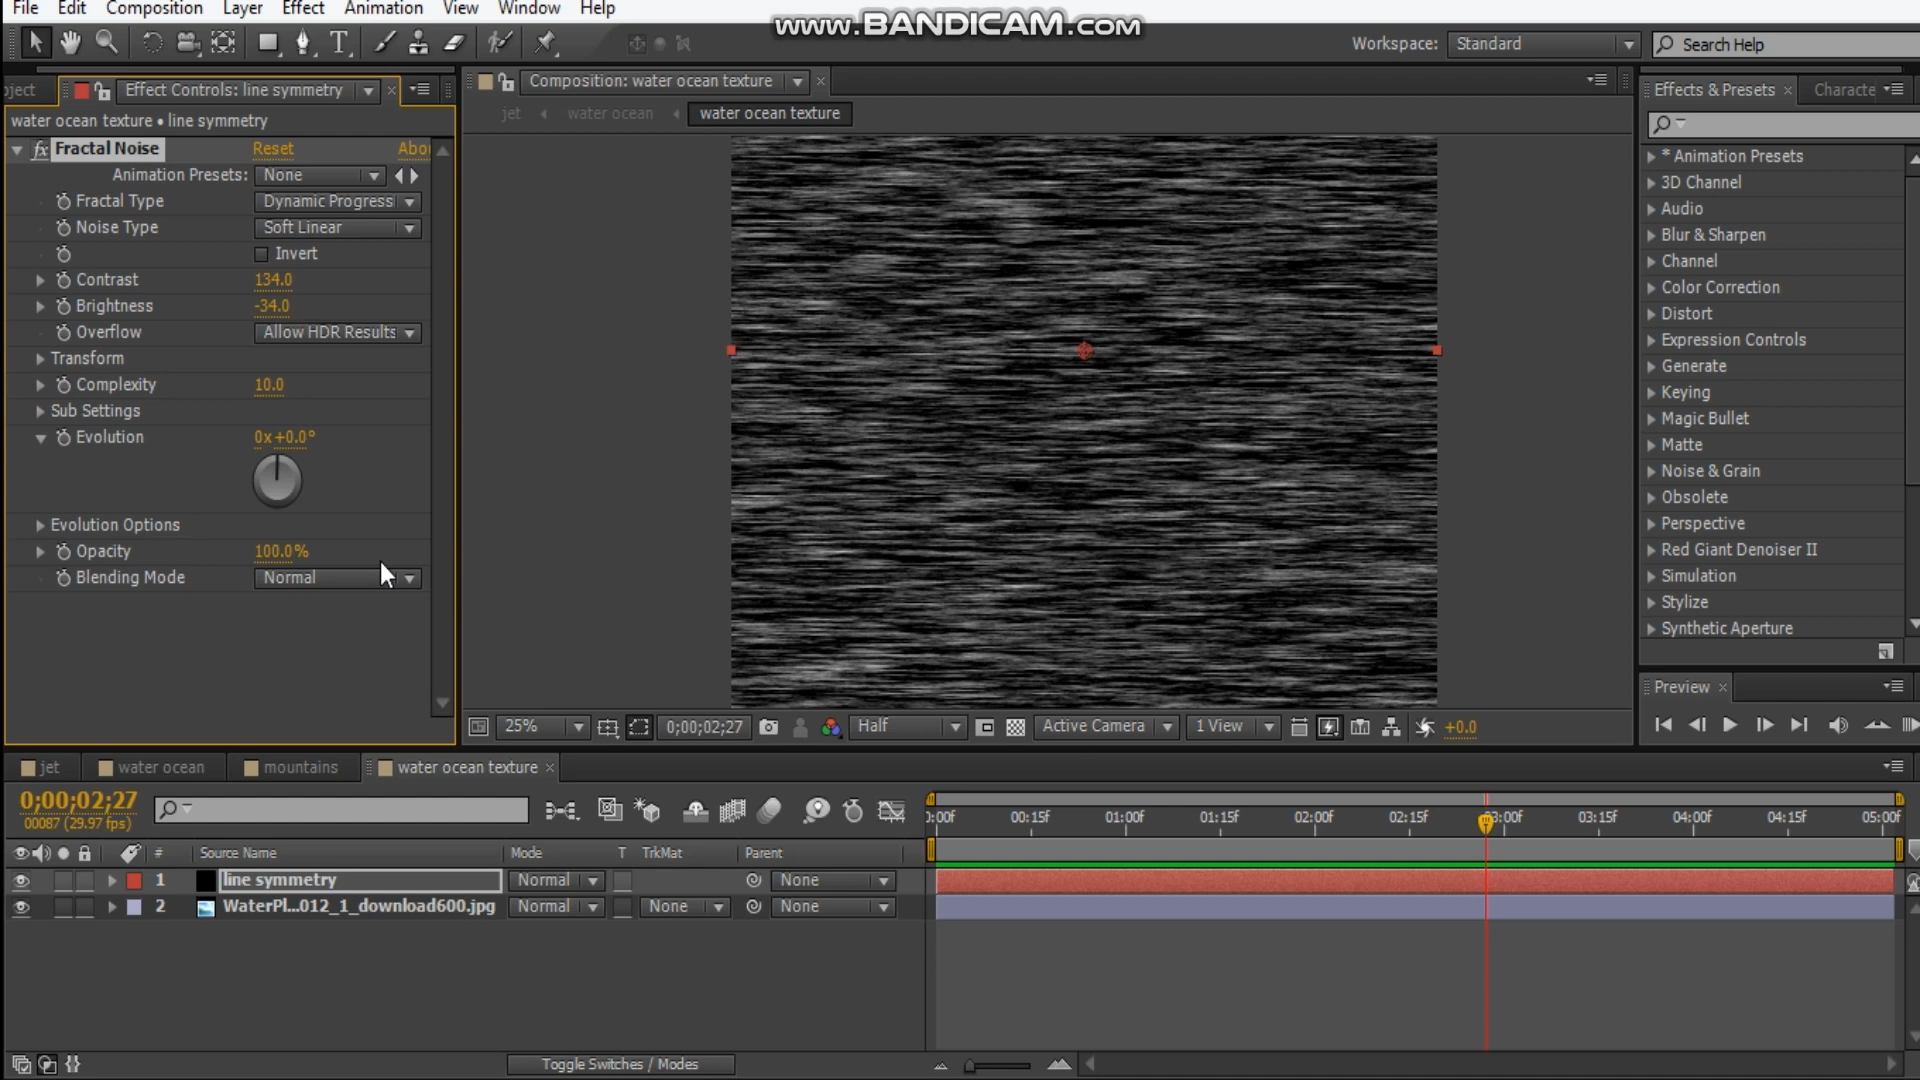 File Edit Composition Layer Effect Animation View Window Help
www.BANDICAM.com
Workspace: Standard Search Help
ject Effect Controls: line symmetry
Composition: water ocean texture
Effects & Presets Characte
jet water ocean water ocean texture
water ocean texture • line symmetry
Fractal Noise Reset Abou
Animation Presets: None
Fractal Type Dynamic Progress
Noise Type Soft Linear
Invert
Contrast 134.0
Brightness -34.0
Overflow Allow HDR Results
Transform
Complexity 10.0
Sub Settings
Evolution 0x+0.0°
Evolution Options
Opacity 100.0%
Blending Mode Normal
* Animation Presets
3D Channel
Audio
Blur & Sharpen
Channel
Color Correction
Distort
Expression Controls
Generate
Keying
Magic Bullet
Matte
Noise & Grain
Obsolete
Perspective
Red Giant Denoiser II
Simulation
Stylize
Synthetic Aperture
Preview
25% 0;00;02;27 Half Active Camera 1 View +0.0
jet water ocean mountains water ocean texture
0;00;02;27
00087 (29.97 fps)
):00f 00:15f 01:00f 01:15f 02:00f 02:15f 03:00f 03:15f 04:00f 04:15f 05:00f
# Source Name Mode T TrkMat Parent
1 line symmetry Normal None
2 WaterPl...012_1_download600.jpg Normal None None
Toggle Switches / Modes